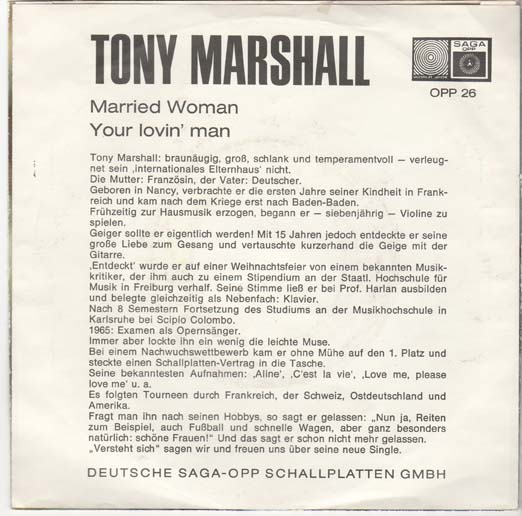 TONY MARSHALL
SAGA
OPP
OPP 26
Married Woman
Your lovin' man
Tony Marshall: braunäugig, groß, schlank und temperamentvoll — verleug-
net sein ‚internationales Elternhaus' nicht.
Die Mutter: Französin, der Vater: Deutscher.
Geboren in Nancy, verbrachte er die ersten Jahre seiner Kindheit in Frank-
reich und kam nach dem Kriege erst nach Baden-Baden.
Frühzeitig zur Hausmusik erzogen, begann er — siebenjährig — Violine zu
spielen.
Geiger sollte er eigentlich werden! Mit 15 Jahren jedoch entdeckte er seine
große Liebe zum Gesang und vertauschte kurzerhand die Geige mit der
Gitarre.
‚Entdeckt' wurde er auf einer Weihnachtsfeier von einem bekannten Musik-
kritiker, der ihm auch zu einem Stipendium an der Staatl. Hochschule für
Musik in Freiburg verhalf. Seine Stimme ließ er bei Prof. Harlan ausbilden
und belegte gleichzeitig als Nebenfach: Klavier.
Nach 8 Semestern Fortsetzung des Studiums an der Musikhochschule in
Karlsruhe bei Scipio Colombo.
1965: Examen als Opernsänger.
Immer aber lockte ihn ein wenig die leichte Muse.
Bei einem Nachwuchswettbewerb kam er ohne Mühe auf den 1. Platz und
steckte einen Schallplatten-Vertrag in die Tasche.
Seine bekanntesten Aufnahmen: ‚Aline', ‚C'est la vie', ‚Love me, please
love me' u. a.
Es folgten Tourneen durch Frankreich, der Schweiz, Ostdeutschland und
Amerika.
Fragt man ihn nach seinen Hobbys, so sagt er gelassen: „Nun ja, Reiten
zum Beispiel, auch Fußball und schnelle Wagen, aber ganz besonders
natürlich: schöne Frauen!" Und das sagt er schon nicht mehr gelassen.
„Versteht sich" sagen wir und freuen uns über seine neue Single.
DEUTSCHE SAGA-OPP SCHALLPLATTEN GMBH